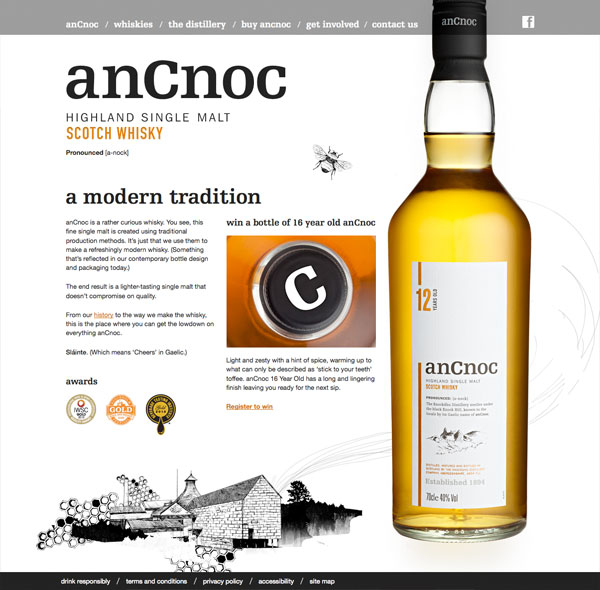 anCnoc / whiskies / the distillery / buy ancnoc / get involved / contact us
f
anCnoc
anCnoc
HIGHLAND SINGLE MALT
SCOTCH WHISKY
Pronounced [a-nock]
a modern tradition
anCnoc is a rather curious whisky. You see, this
fine single malt is created using traditional
production methods. It's just that we use them to
make a refreshingly modern whisky. (Something
that's reflected in our contemporary bottle design
and packaging today.)
The end result is a lighter-tasting single malt that
doesn't compromise on quality.
From our history to the way we make the whisky,
this is the place where you can get the lowdown on
everything anCnoc.
Sláinte. (Which means 'Cheers' in Gaelic.)
awards
IWSC
GOLD
win a bottle of 16 year old anCnoc
C
Light and zesty with a hint of spice, warming up to
what can only be described as 'stick to your teeth'
toffee. anCnoc 16 Year Old has a long and lingering
finish leaving you ready for the next sip.
Register to win
12
YEARS OLD
anCnoc
HIGHLAND SINGLE MALT
SCOTCH WHISKY
PRONOUNCED: [a-nock]
Established 1894
70cl e 40% Vol
drink responsibly / terms and conditions / privacy policy / accessibility / site map